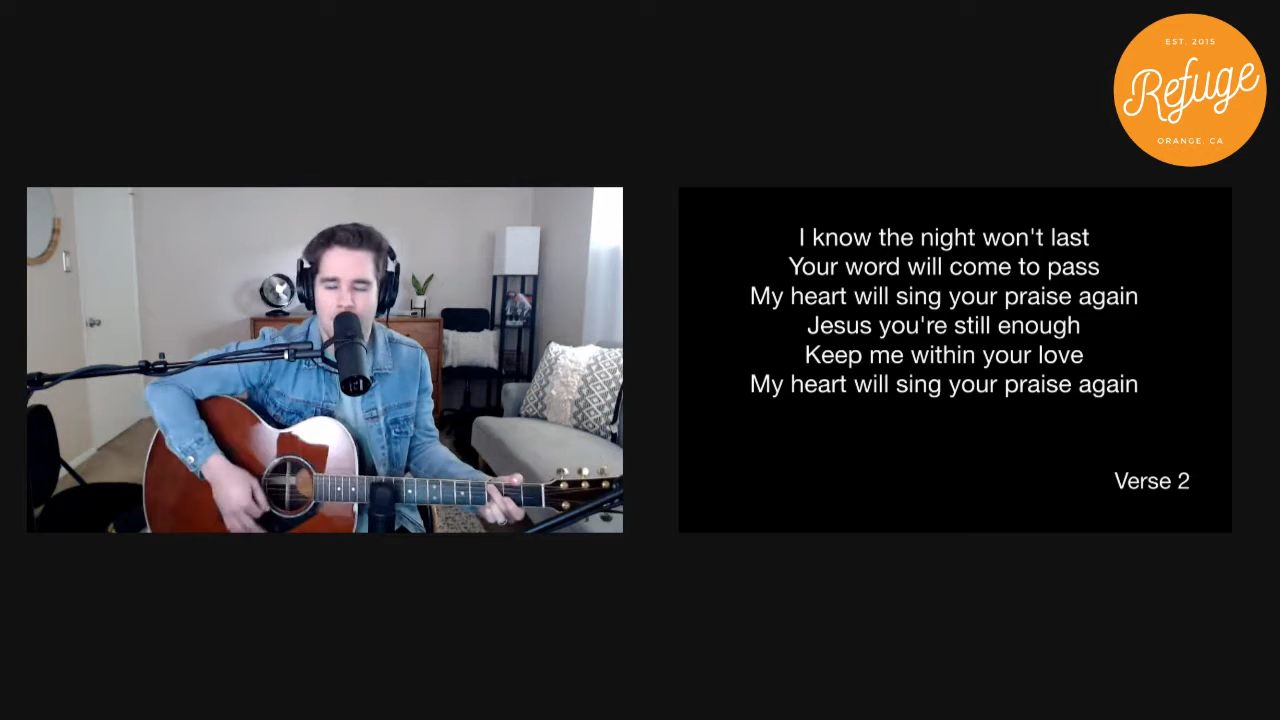 EST. 2015
Refuge
ORANGE, CA
I know the night won't last
Your word will come to pass
My heart will sing your praise again
Jesus you're still enough
Keep me within your love
My heart will sing your praise again
Verse 2